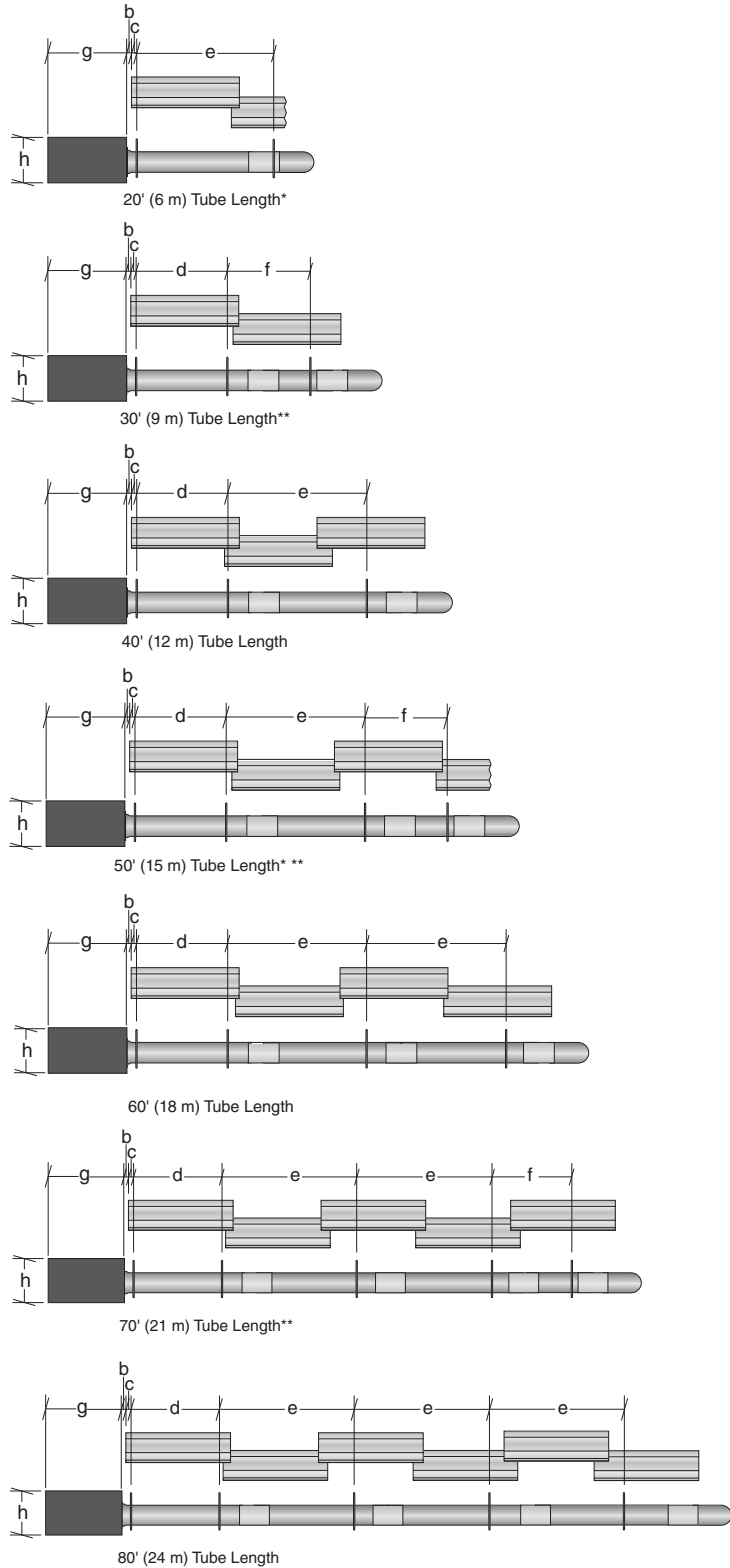 b
c
g e
h
20' (6 m) Tube Length*
b
c
g d f
h
30' (9 m) Tube Length**
b
c
g d e
h
40' (12 m) Tube Length
b
c
g d e f
h
50' (15 m) Tube Length* **
b
c
g d e e
h
60' (18 m) Tube Length
b
c
g d e e f
h
70' (21 m) Tube Length**
b
c
g d e e e
h
80' (24 m) Tube Length